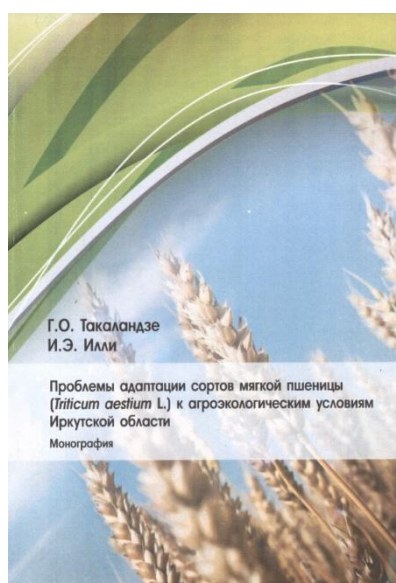 Г.О. Такаландзе
И.Э. Илли
Проблемы адаптации сортов мягкой пшеницы
(Triticum aestium L.) к агроэкологическим условиям
Иркутской области
Монография